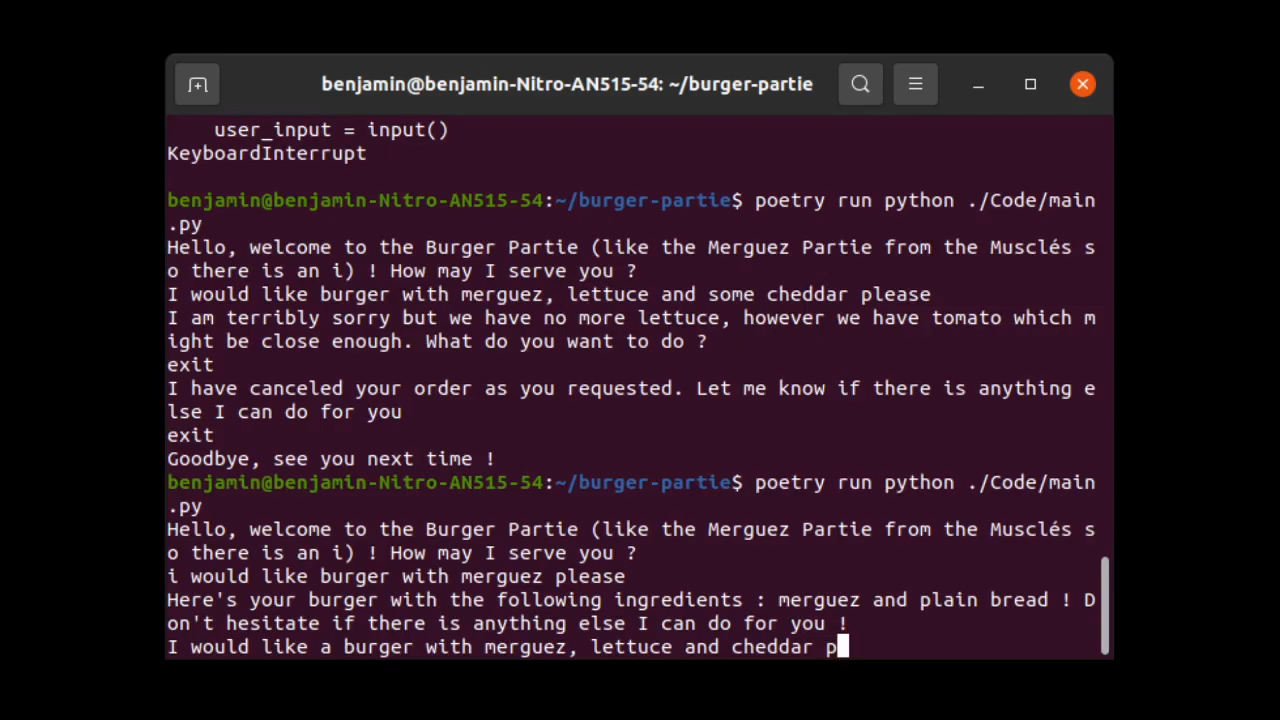 benjamin@benjamin-Nitro-AN515-54: ~/burger-partie
    user_input = input()
KeyboardInterrupt
benjamin@benjamin-Nitro-AN515-54:~/burger-partie$ poetry run python ./Code/main
.py
Hello, welcome to the Burger Partie (like the Merguez Partie from the Musclés s
o there is an i) ! How may I serve you ?
I would like burger with merguez, lettuce and some cheddar please
I am terribly sorry but we have no more lettuce, however we have tomato which m
ight be close enough. What do you want to do ?
exit
I have canceled your order as you requested. Let me know if there is anything e
lse I can do for you
exit
Goodbye, see you next time !
benjamin@benjamin-Nitro-AN515-54:~/burger-partie$ poetry run python ./Code/main
.py
Hello, welcome to the Burger Partie (like the Merguez Partie from the Musclés s
o there is an i) ! How may I serve you ?
i would like burger with merguez please
Here's your burger with the following ingredients : merguez and plain bread ! D
on't hesitate if there is anything else I can do for you !
I would like a burger with merguez, lettuce and cheddar p